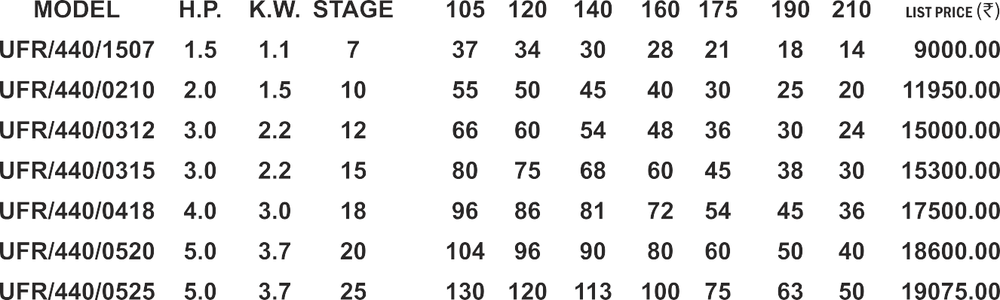 MODEL H.P. K.W. STAGE 105 120 140 160 175 190 210 LIST PRICE (₹)
UFR/440/1507 1.5 1.1 7 37 34 30 28 21 18 14 9000.00
UFR/440/0210 2.0 1.5 10 55 50 45 40 30 25 20 11950.00
UFR/440/0312 3.0 2.2 12 66 60 54 48 36 30 24 15000.00
UFR/440/0315 3.0 2.2 15 80 75 68 60 45 38 30 15300.00
UFR/440/0418 4.0 3.0 18 96 86 81 72 54 45 36 17500.00
UFR/440/0520 5.0 3.7 20 104 96 90 80 60 50 40 18600.00
UFR/440/0525 5.0 3.7 25 130 120 113 100 75 63 50 19075.00